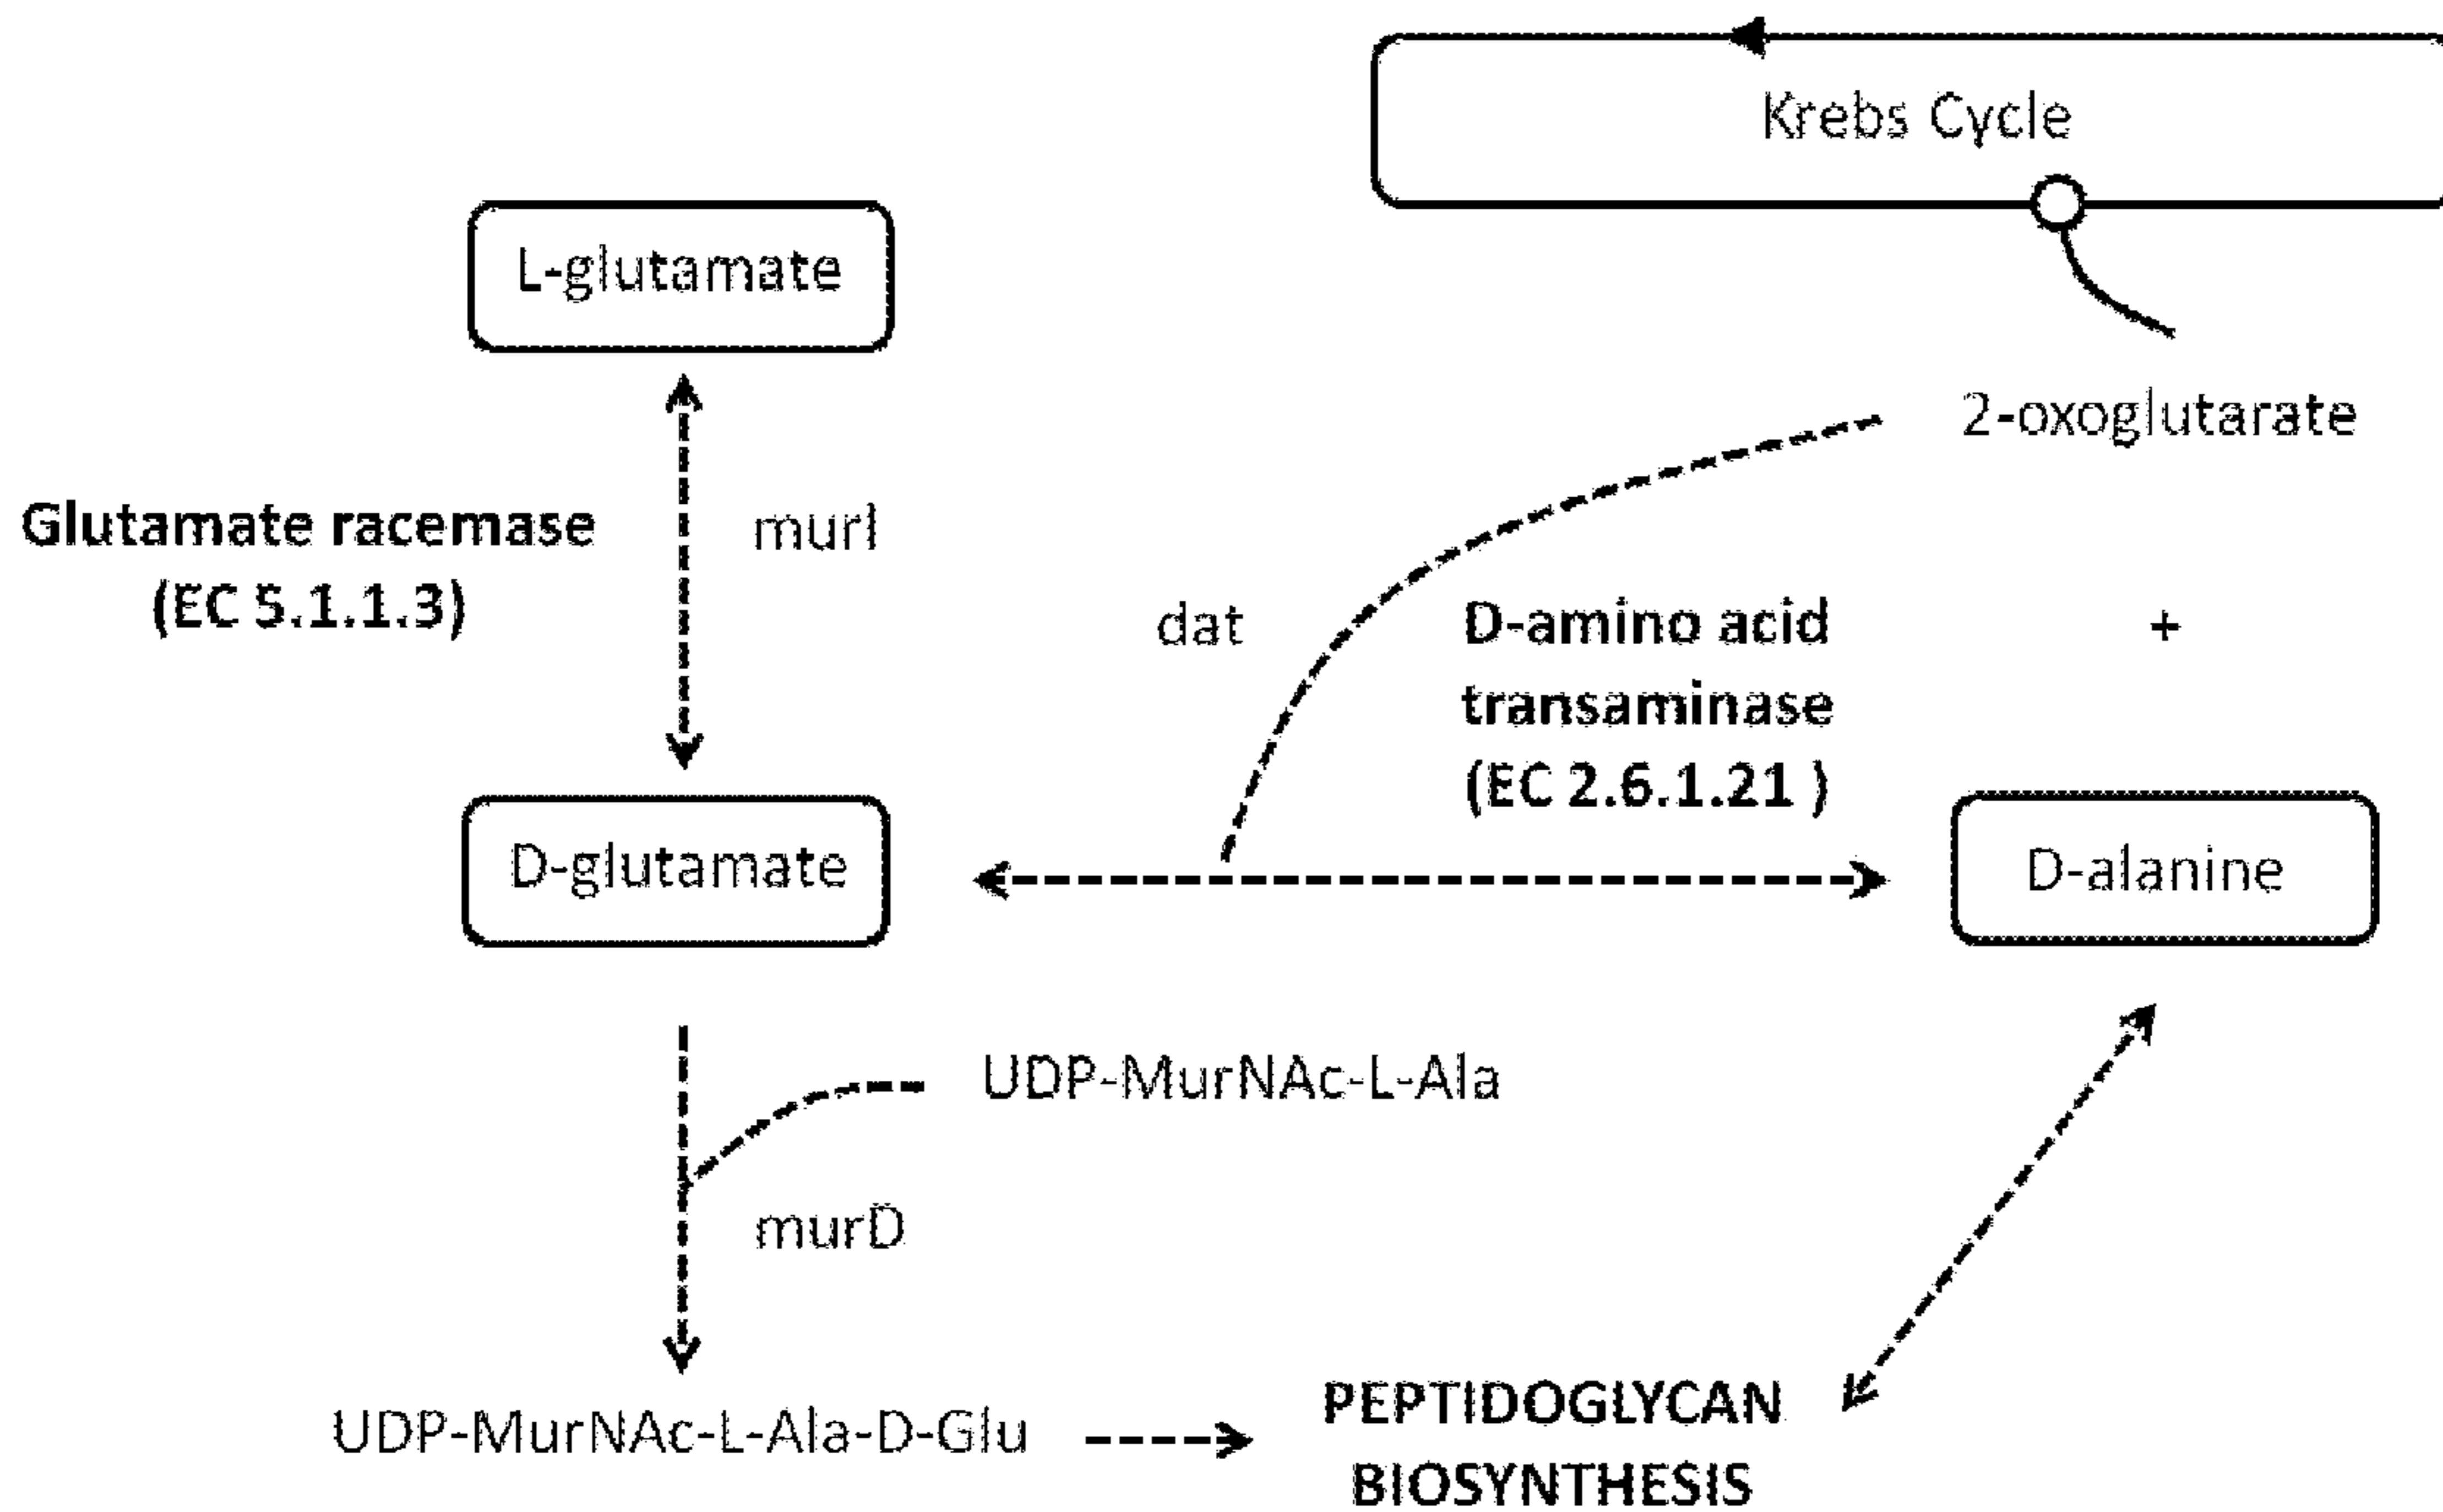 Krebs Cycle
L-glutamate
2-oxoglutarate
Glutamate racemase
(EC 5.1.1.3)
murI
dat
D-amino acid
transaminase
(EC 2.6.1.21 )
+
D-glutamate
D-alanine
UDP-MurNAc-L-Ala
murD
UDP-MurNAc-L-Ala-D-Glu
PEPTIDOGLYCAN
BIOSYNTHESIS